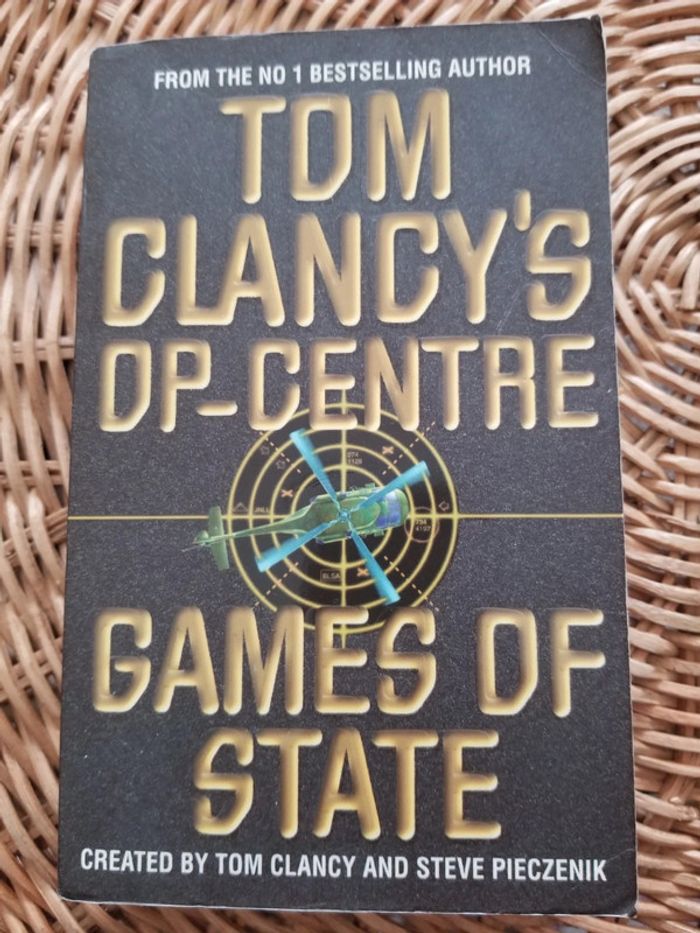 FROM THE NO 1 BESTSELLING AUTHOR
TOM
CLANCY'S
OP-CENTRE
GAMES OF
STATE
CREATED BY TOM CLANCY AND STEVE PIECZENIK